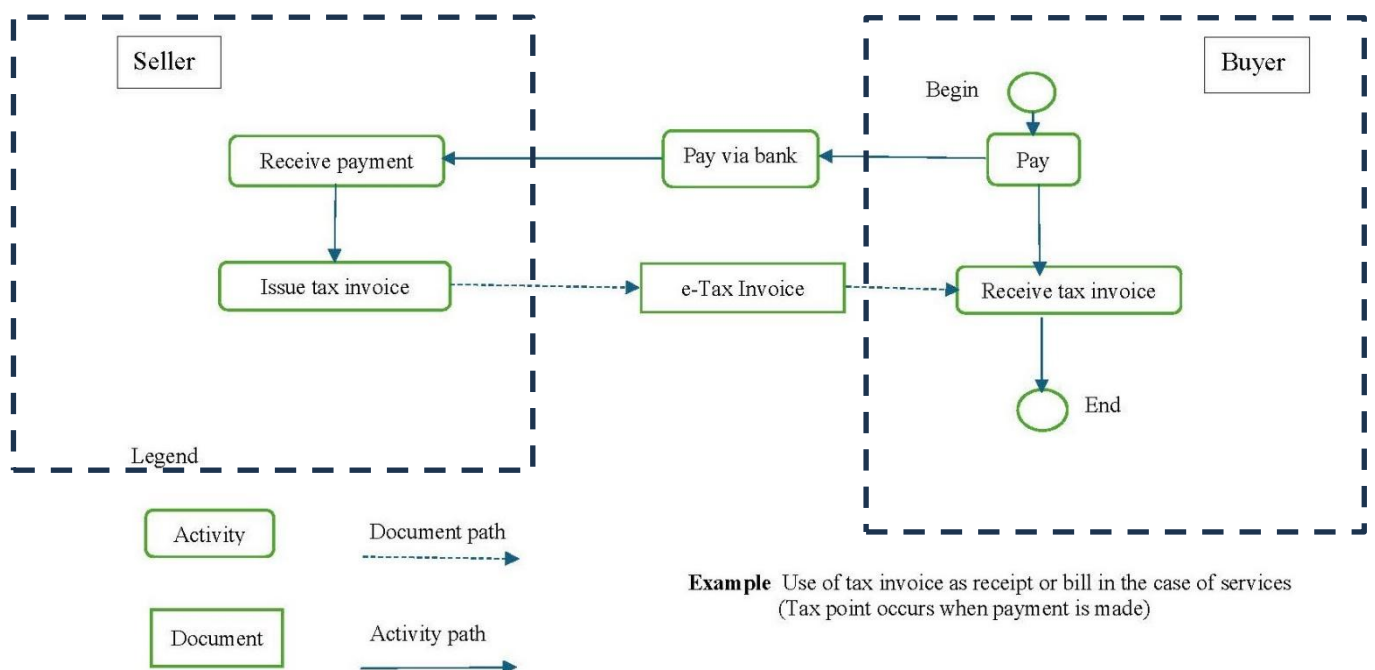 Seller
Buyer
Begin
Receive payment
Pay via bank
Pay
Issue tax invoice
e-Tax Invoice
Receive tax invoice
End
Legend
Activity
Document path
Document
Activity path
Example Use of tax invoice as receipt or bill in the case of services
(Tax point occurs when payment is made)